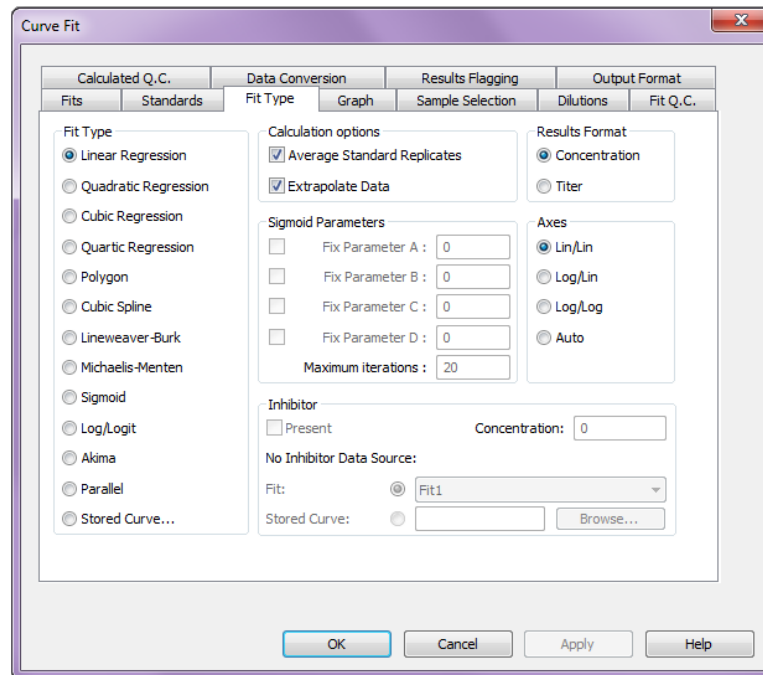 Curve Fit
Calculated Q.C. Data Conversion Results Flagging Output Format
Fits Standards Fit Type Graph Sample Selection Dilutions Fit Q.C.
Fit Type
Linear Regression
Quadratic Regression
Cubic Regression
Quartic Regression
Polygon
Cubic Spline
Lineweaver-Burk
Michaelis-Menten
Sigmoid
Log/Logit
Akima
Parallel
Stored Curve...
Calculation options
Average Standard Replicates
Extrapolate Data
Sigmoid Parameters
Fix Parameter A : 0
Fix Parameter B : 0
Fix Parameter C : 0
Fix Parameter D : 0
Maximum iterations : 20
Results Format
Concentration
Titer
Axes
Lin/Lin
Log/Lin
Log/Log
Auto
Inhibitor
Present Concentration: 0
No Inhibitor Data Source:
Fit: Fit1
Stored Curve: Browse...
OK Cancel Apply Help